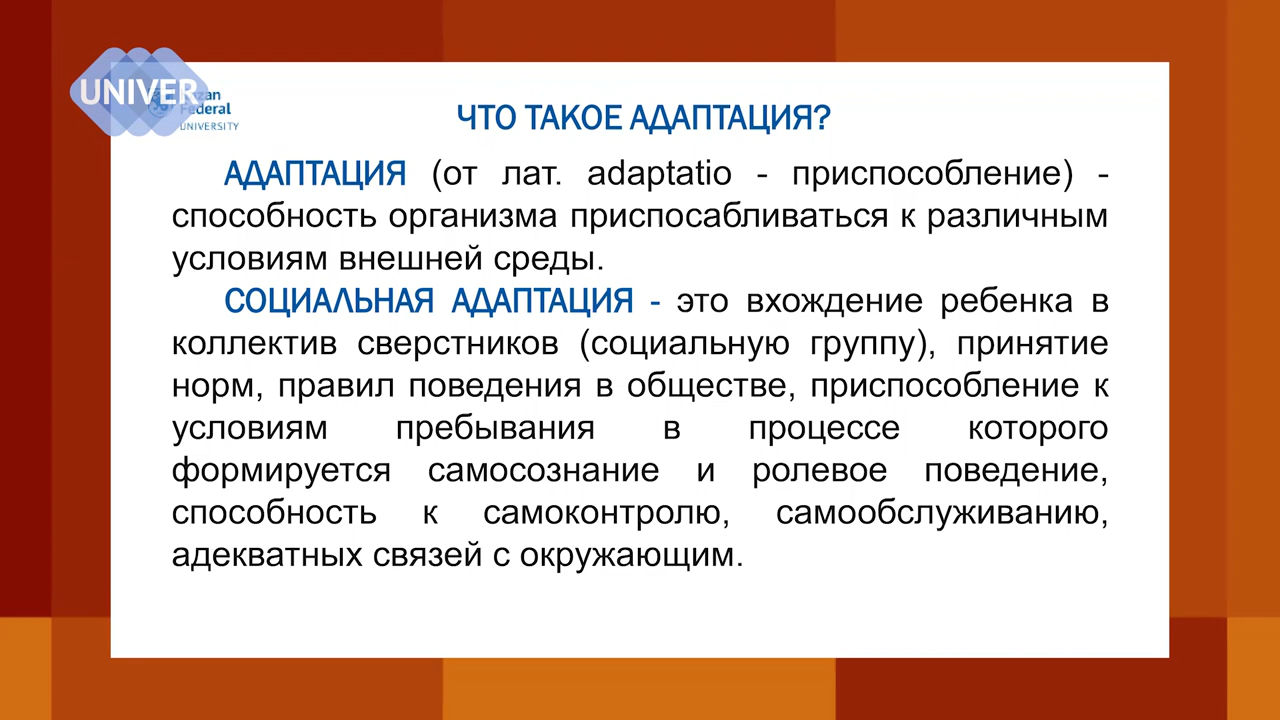 UNIVER
Federal
UNIVERSITY
ЧТО ТАКОЕ АДАПТАЦИЯ?
АДАПТАЦИЯ (от лат. adaptatio - приспособление) -
способность организма приспосабливаться к различным
условиям внешней среды.
СОЦИАЛЬНАЯ АДАПТАЦИЯ - это вхождение ребенка в
коллектив сверстников (социальную группу), принятие
норм, правил поведения в обществе, приспособление к
условиям пребывания в процессе которого
формируется самосознание и ролевое поведение,
способность к самоконтролю, самообслуживанию,
адекватных связей с окружающим.